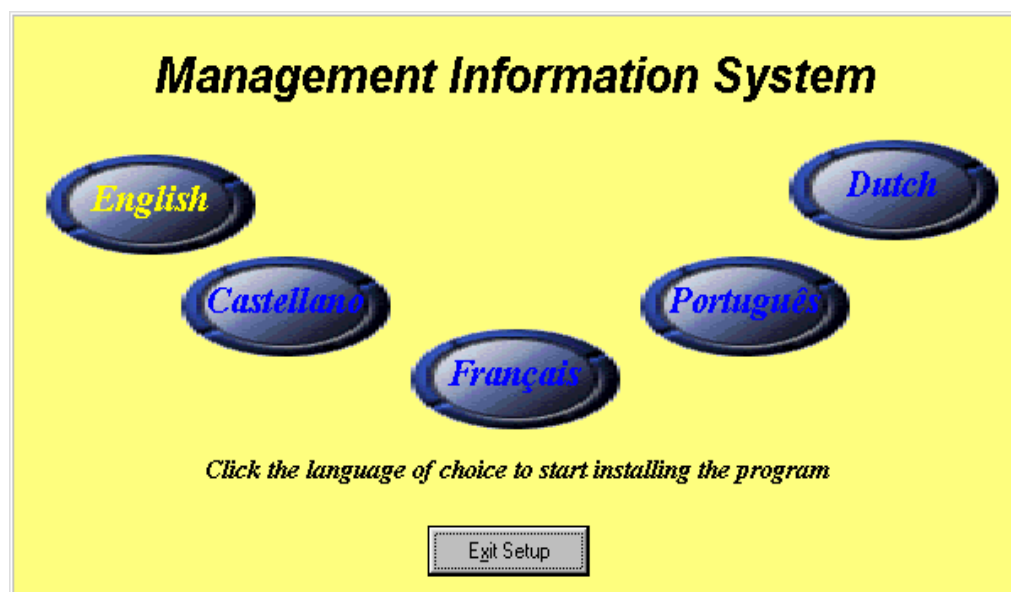 Management Information System
English
Dutch
Castellano
Português
Français
Click the language of choice to start installing the program
Exit Setup